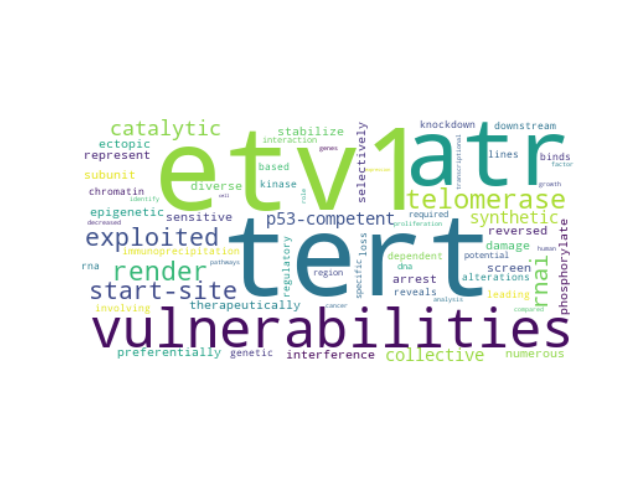 etv1
atr
tert
vulnerabilities
telomerase
exploited
render
start-site
catalytic
synthetic
rnai
p53-competent
collective
stabilize
ectopic
represent
subunit
interaction
genes
based
kinase
diverse
chromatin
identify
cell
role
epigenetic
decreased
sensitive
immunoprecipitation
rna
pathways
regulatory
therapeutically
involving
preferentially
genetic
interference
cancer
region
specific
loss
selectively
knockdown
downstream
transcriptional
lines
binds
factor
growth
expression
required
proliferation
reversed
phosphorylate
damage
human
dependent
dna
potential
screen
arrest
alterations
reveals
analysis
leading
compared
numerous